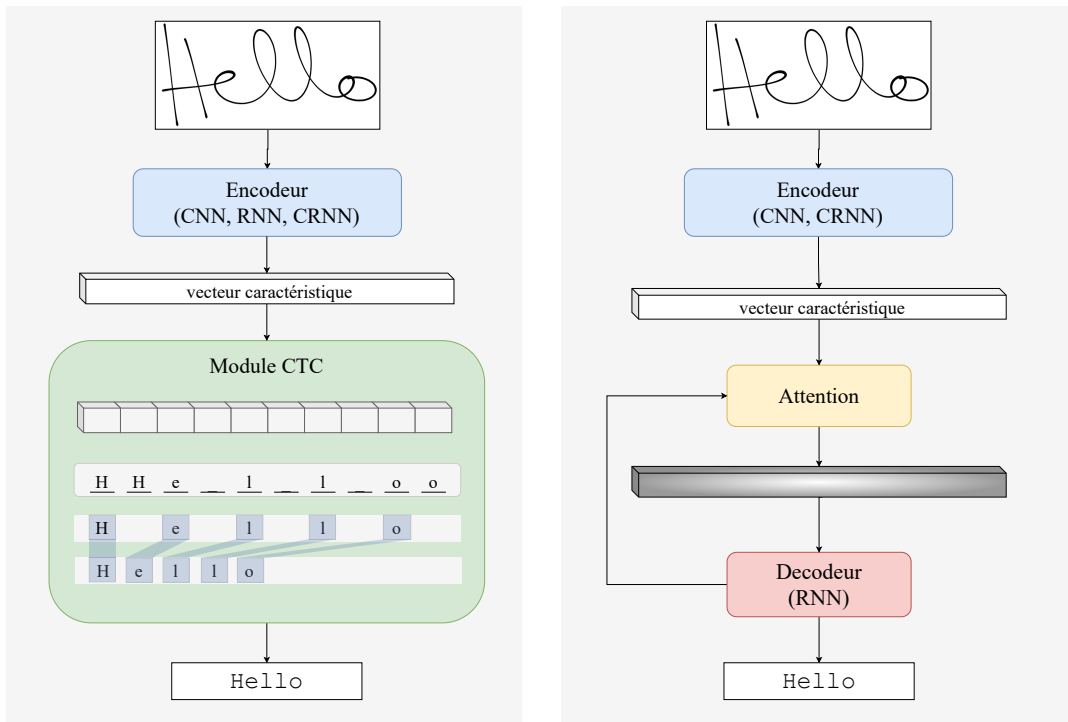 Hello
Encodeur
(CNN, RNN, CRNN)
vecteur caractéristique
Module CTC
H H e _ l _ l _ o o
H e l l o
H e l l o
Hello
Hello
Encodeur
(CNN, CRNN)
vecteur caractéristique
Attention
Decodeur
(RNN)
Hello